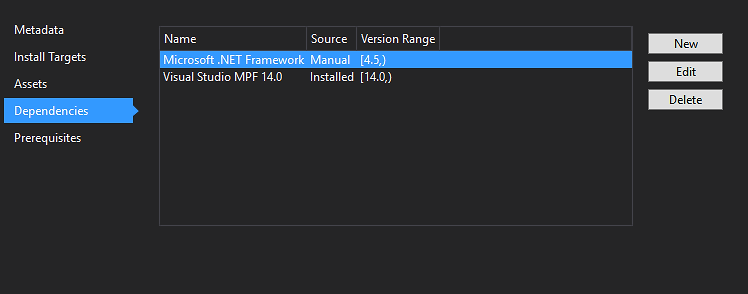 Metadata
Install Targets
Assets
Dependencies
Prerequisites
Name Source Version Range
Microsoft .NET Framework Manual [4.5,)
Visual Studio MPF 14.0 Installed [14.0,)
New
Edit
Delete